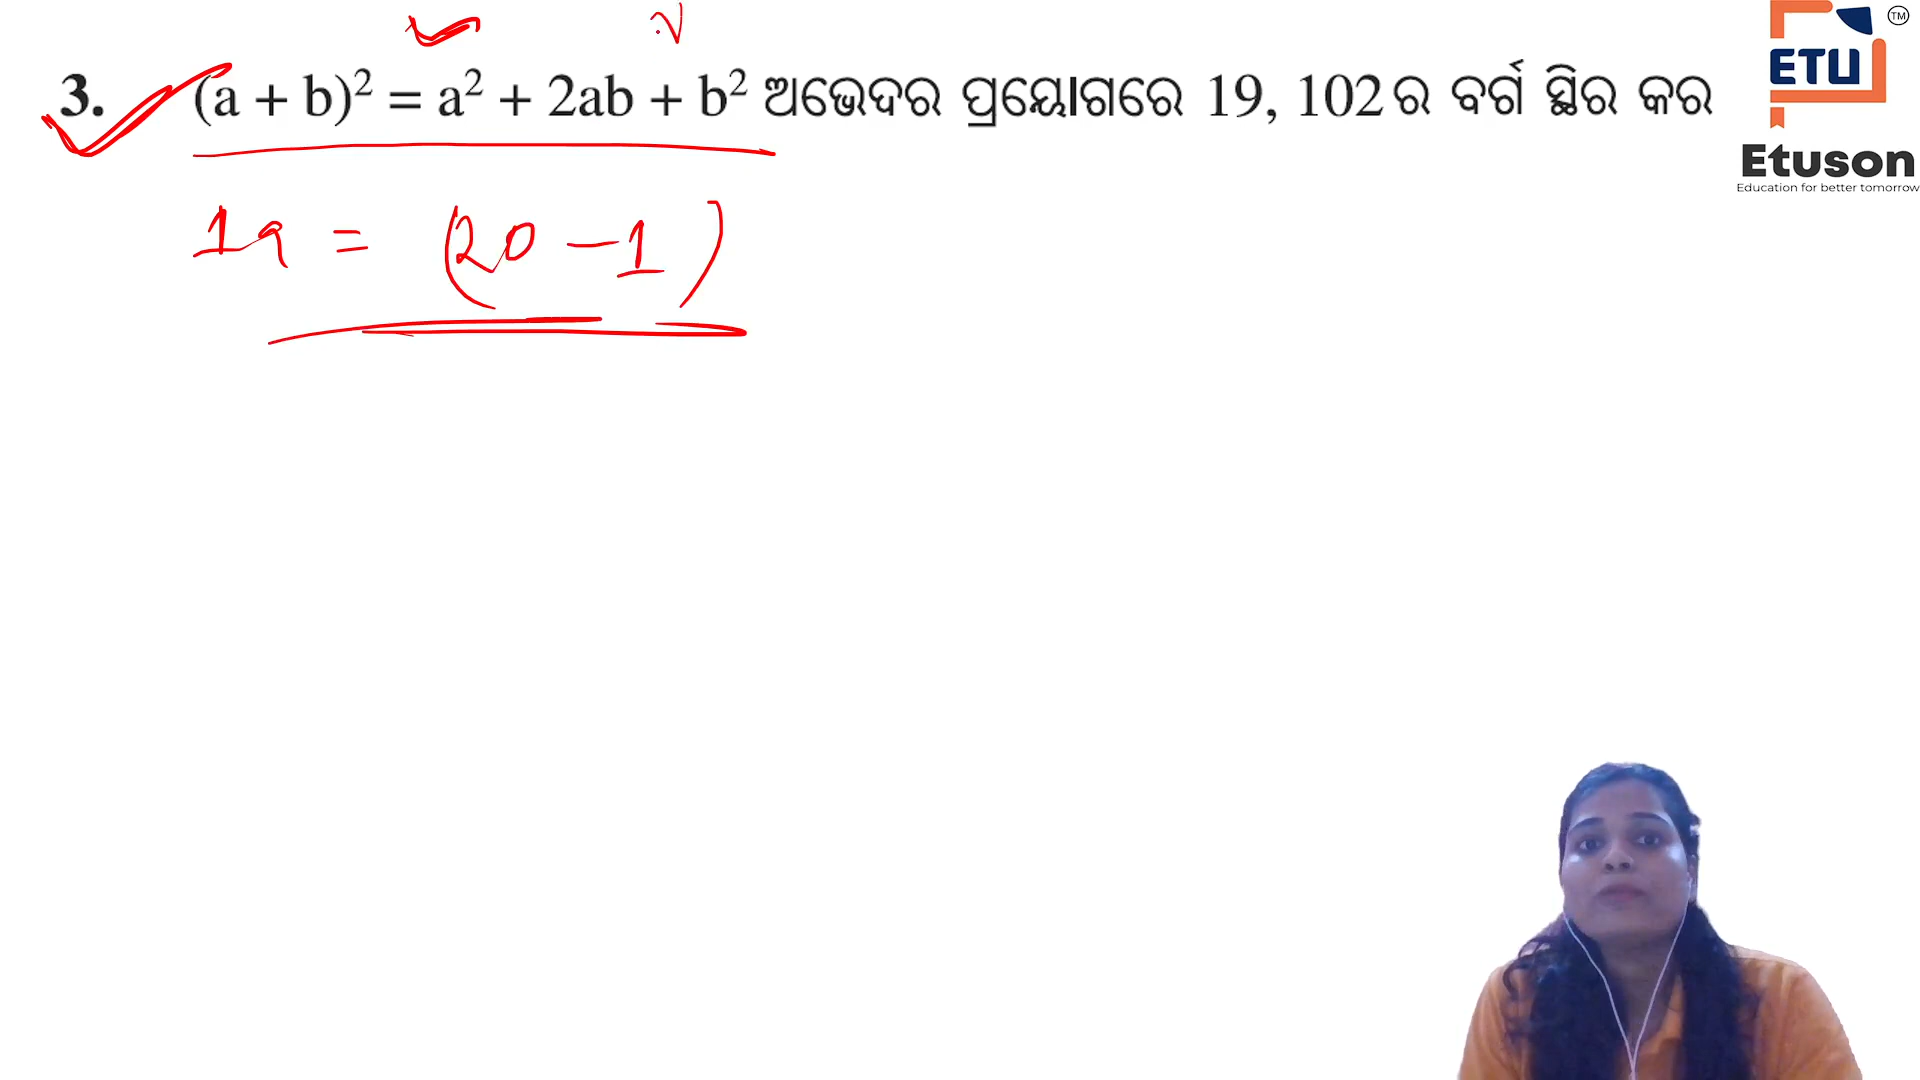 3. (a + b)² = a² + 2ab + b² ଅଭେଦର ପ୍ରୟୋଗରେ 19, 102 ର ବର୍ଗ ସ୍ଥିର କର
19 = (20 - 1)
ETU
TM
Etuson
Education for better tomorrow